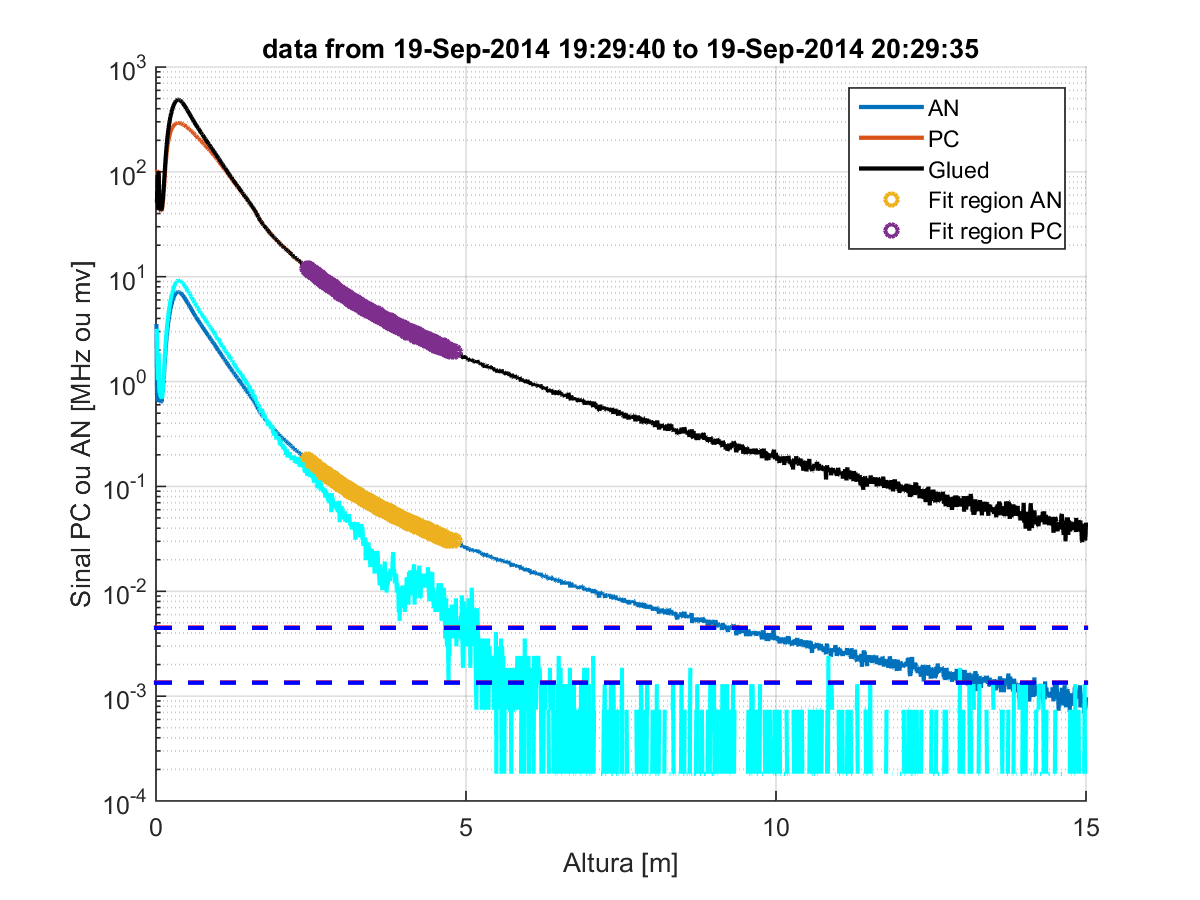 data from 19-Sep-2014 19:29:40 to 19-Sep-2014 20:29:35
Sinal PC ou AN [MHz ou mv]
10^3
10^2
10^1
10^0
10^-1
10^-2
10^-3
10^-4
AN
PC
Glued
Fit region AN
Fit region PC
0 5 10 15
Altura [m]